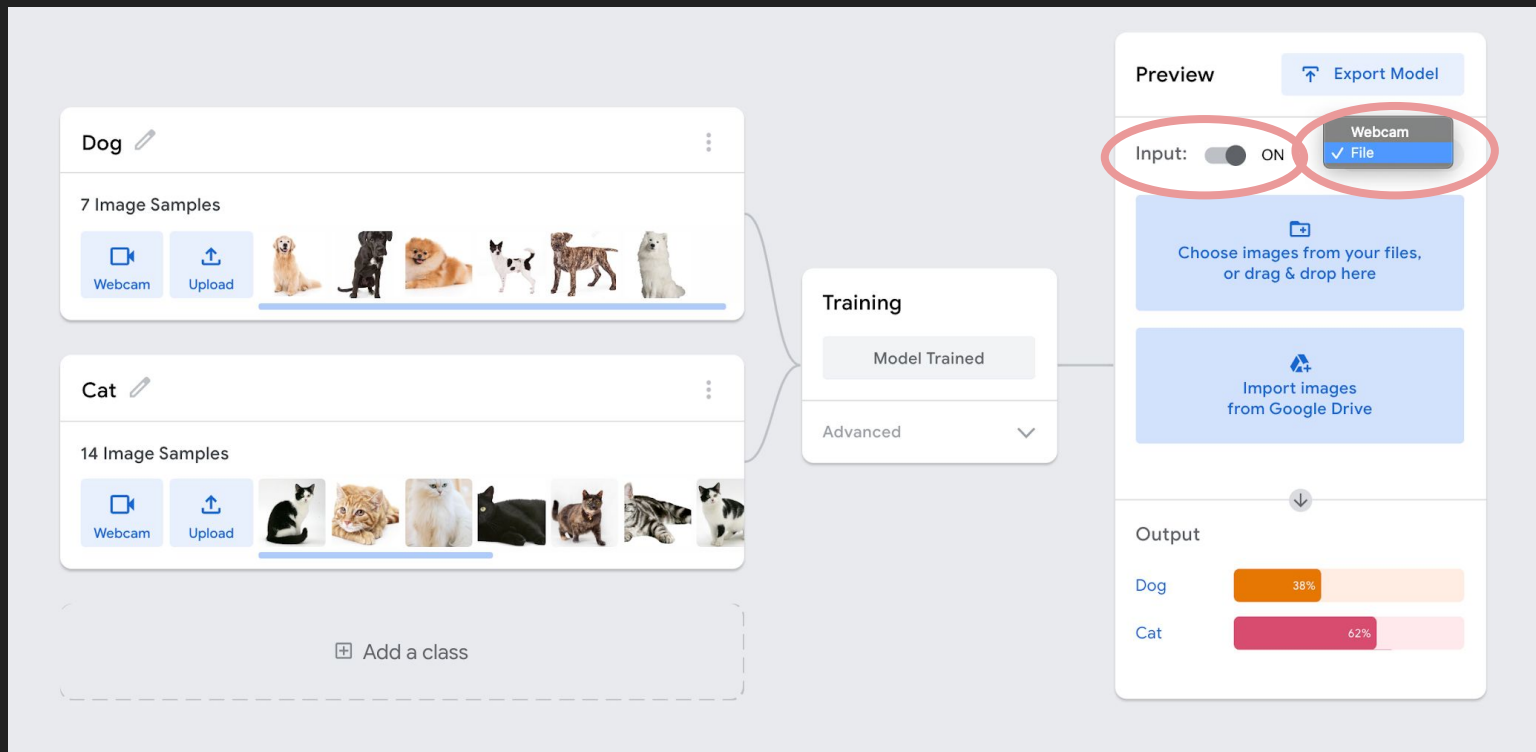 Dog
7 Image Samples
Webcam
Upload
Cat
14 Image Samples
Webcam
Upload
Add a class
Training
Model Trained
Advanced
Preview
Export Model
Input:
ON
Webcam
File
Choose images from your files,
or drag & drop here
Import images
from Google Drive
Output
Dog
38%
Cat
62%